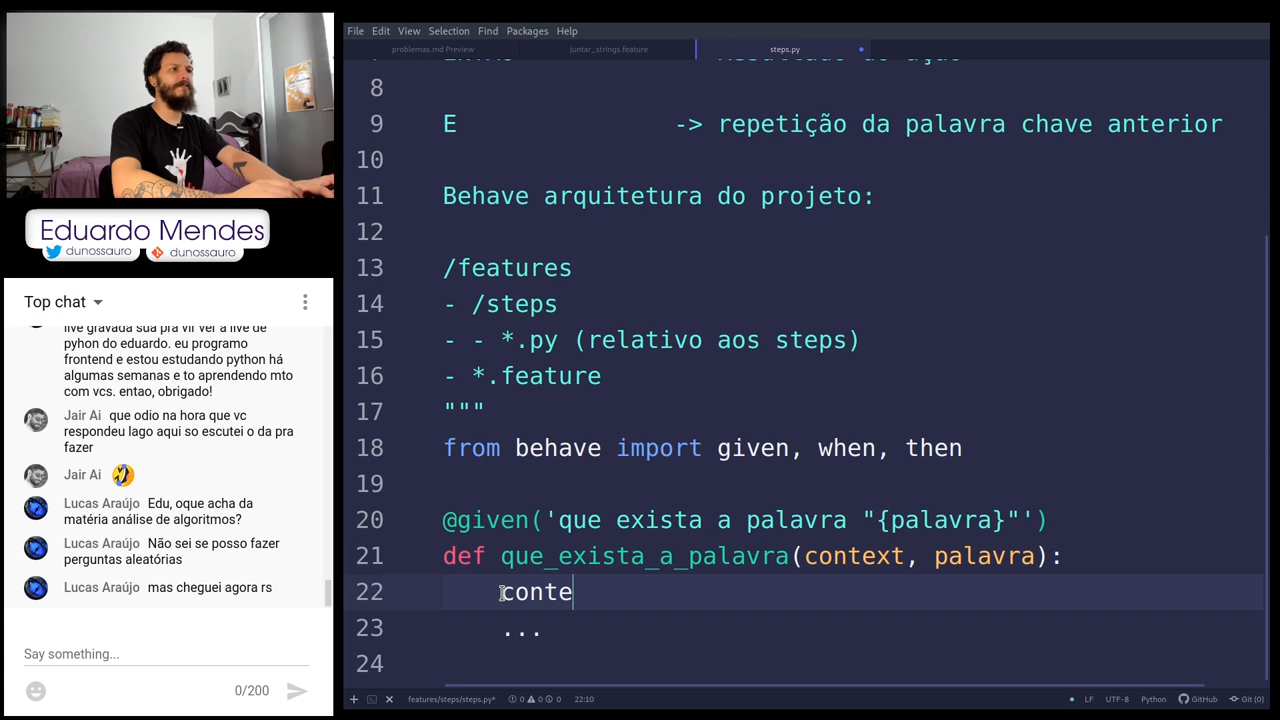 File Edit View Selection Find Packages Help
problemas.md Preview
juntar_strings.feature
steps.py
8
9 E -> repetição da palavra chave anterior
10
11 Behave arquitetura do projeto:
12
13 /features
14 - /steps
15 - - *.py (relativo aos steps)
16 - *.feature
17 """
18 from behave import given, when, then
19
20 @given('que exista a palavra "{palavra}"')
21 def que_exista_a_palavra(context, palavra):
22 conte
23 ...
24
features/steps/steps.py* 0 0 0 22:10 LF UTF-8 Python GitHub Git (0)
Eduardo Mendes
dunossauro dunossauro
Top chat
live gravada sua pra vir ver a live de
pyhon do eduardo. eu programo
frontend e estou estudando python há
algumas semanas e to aprendendo mto
com vcs. entao, obrigado!
Jair Ai que odio na hora que vc
respondeu lago aqui so escutei o da pra
fazer
Jair Ai
Lucas Araújo Edu, oque acha da
matéria análise de algoritmos?
Lucas Araújo Não sei se posso fazer
perguntas aleatórias
Lucas Araújo mas cheguei agora rs
Say something...
0/200